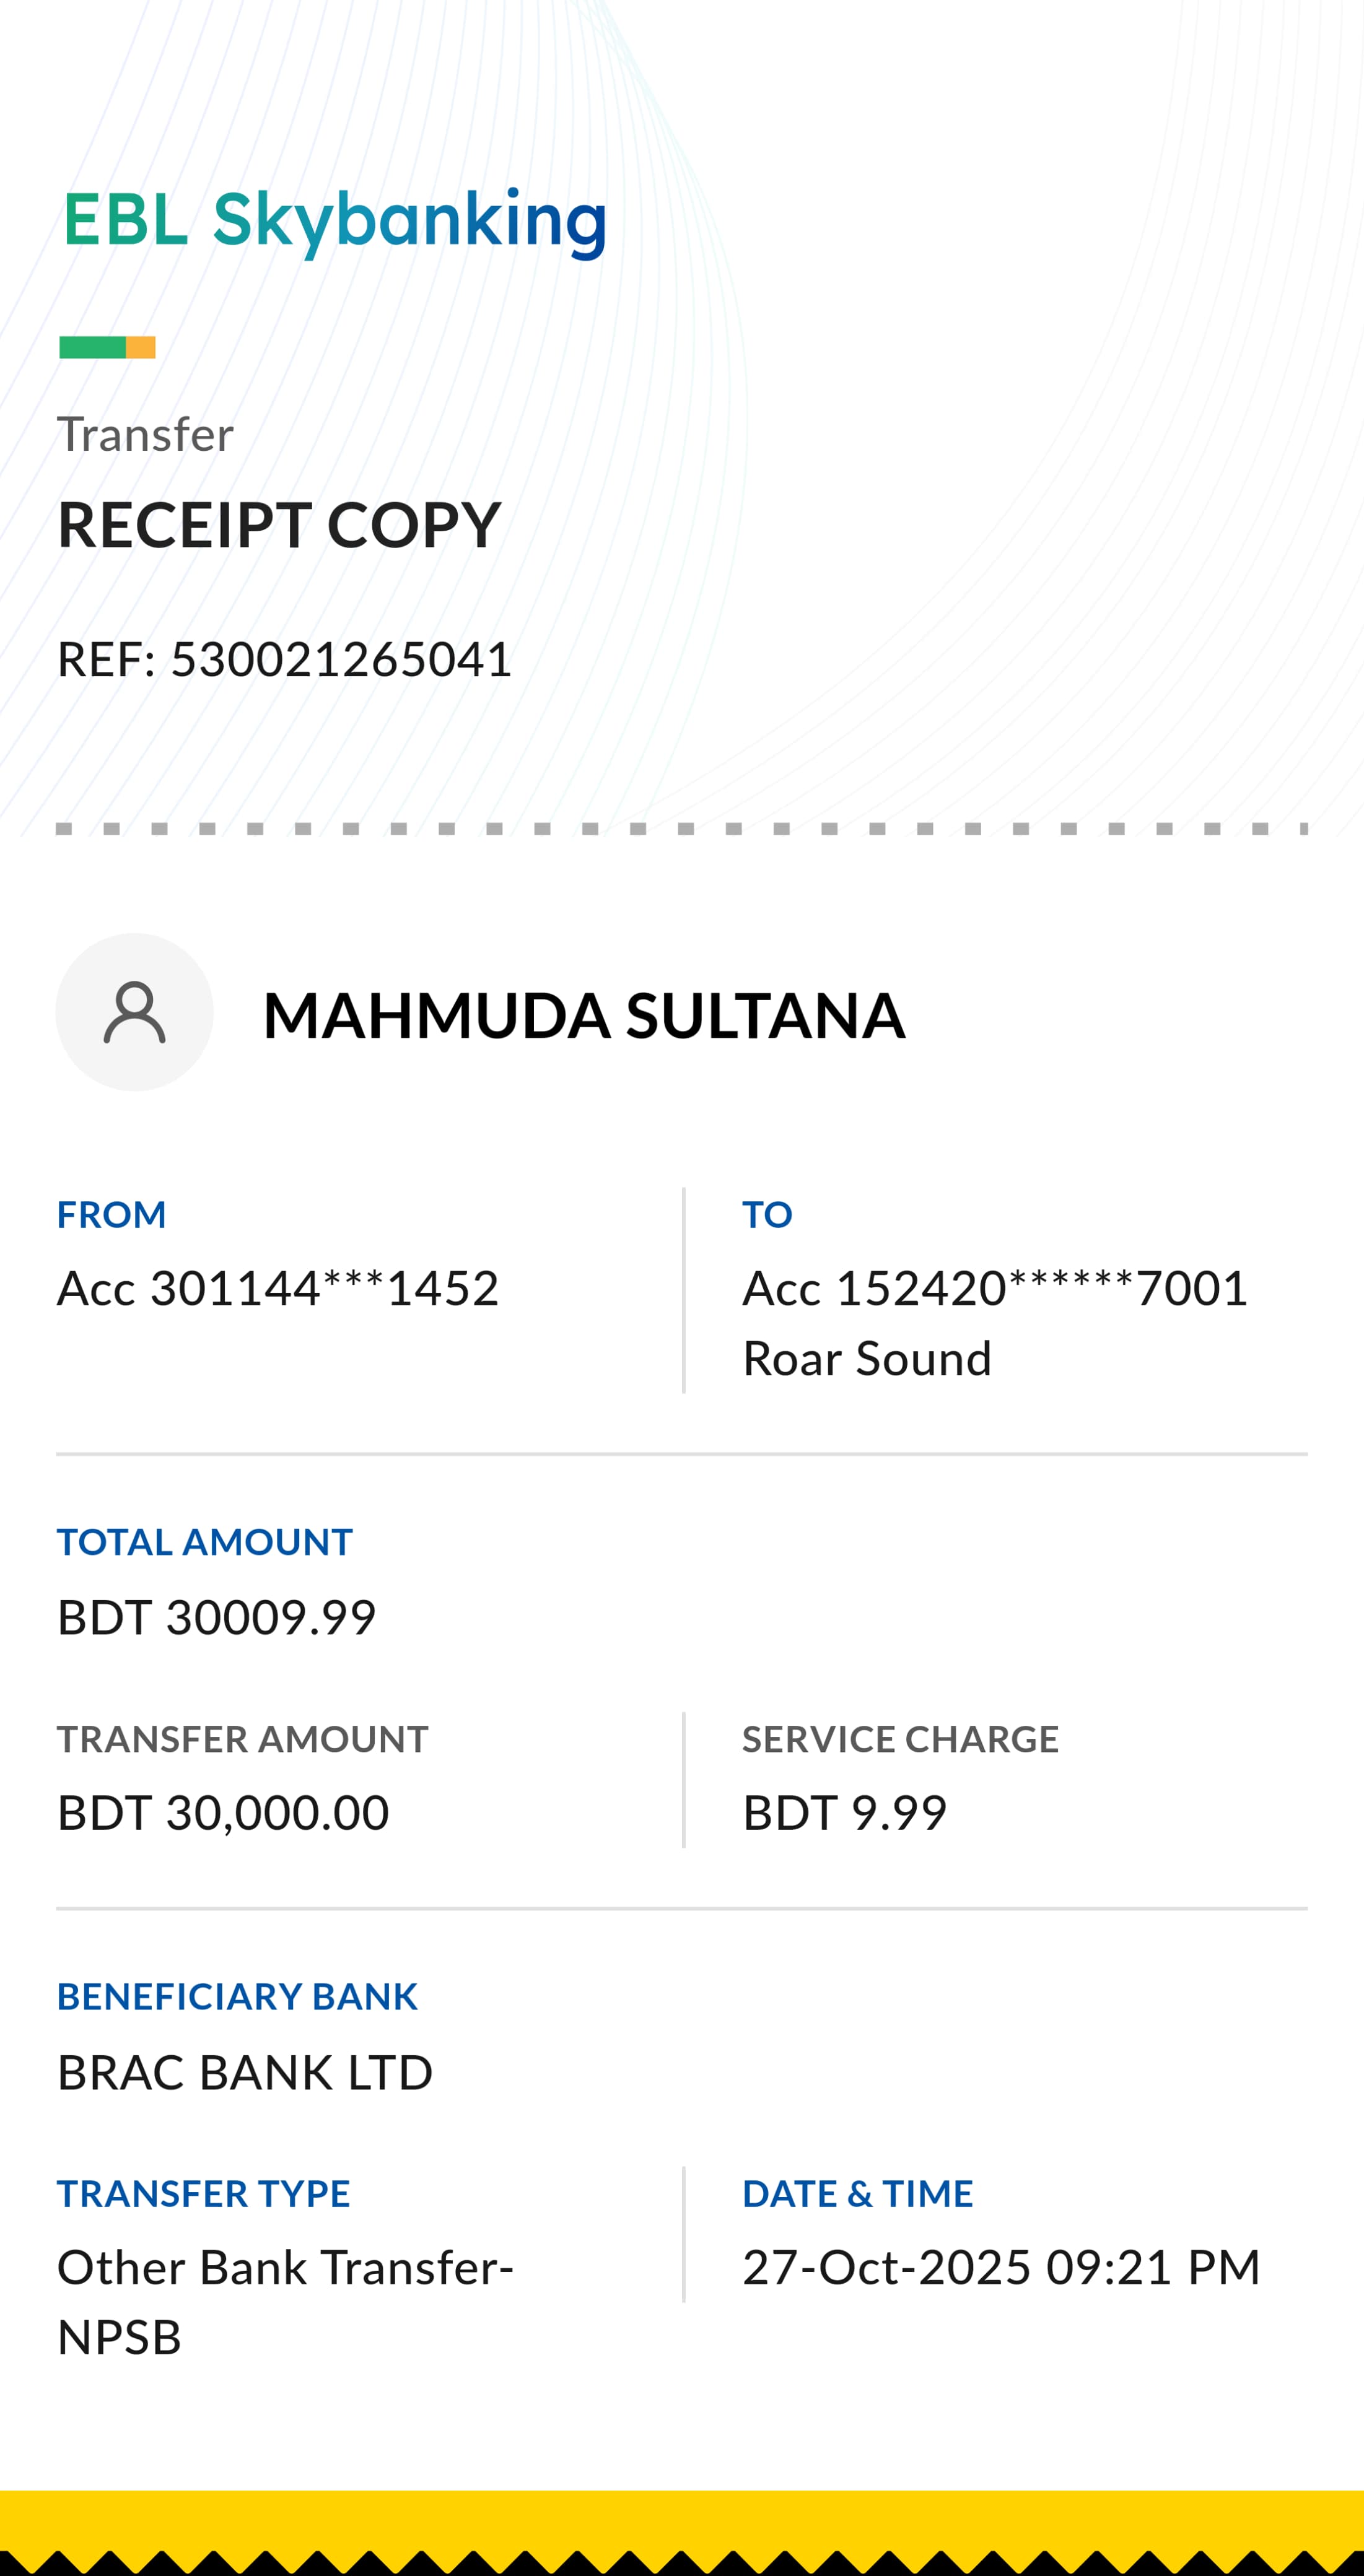 EBL Skybanking
Transfer
RECEIPT COPY
REF: 530021265041
MAHMUDA SULTANA
FROM
Acc 301144***1452
TO
Acc 152420******7001
Roar Sound
TOTAL AMOUNT
BDT 30009.99
TRANSFER AMOUNT
BDT 30,000.00
SERVICE CHARGE
BDT 9.99
BENEFICIARY BANK
BRAC BANK LTD
TRANSFER TYPE
Other Bank Transfer-
NPSB
DATE & TIME
27-Oct-2025 09:21 PM